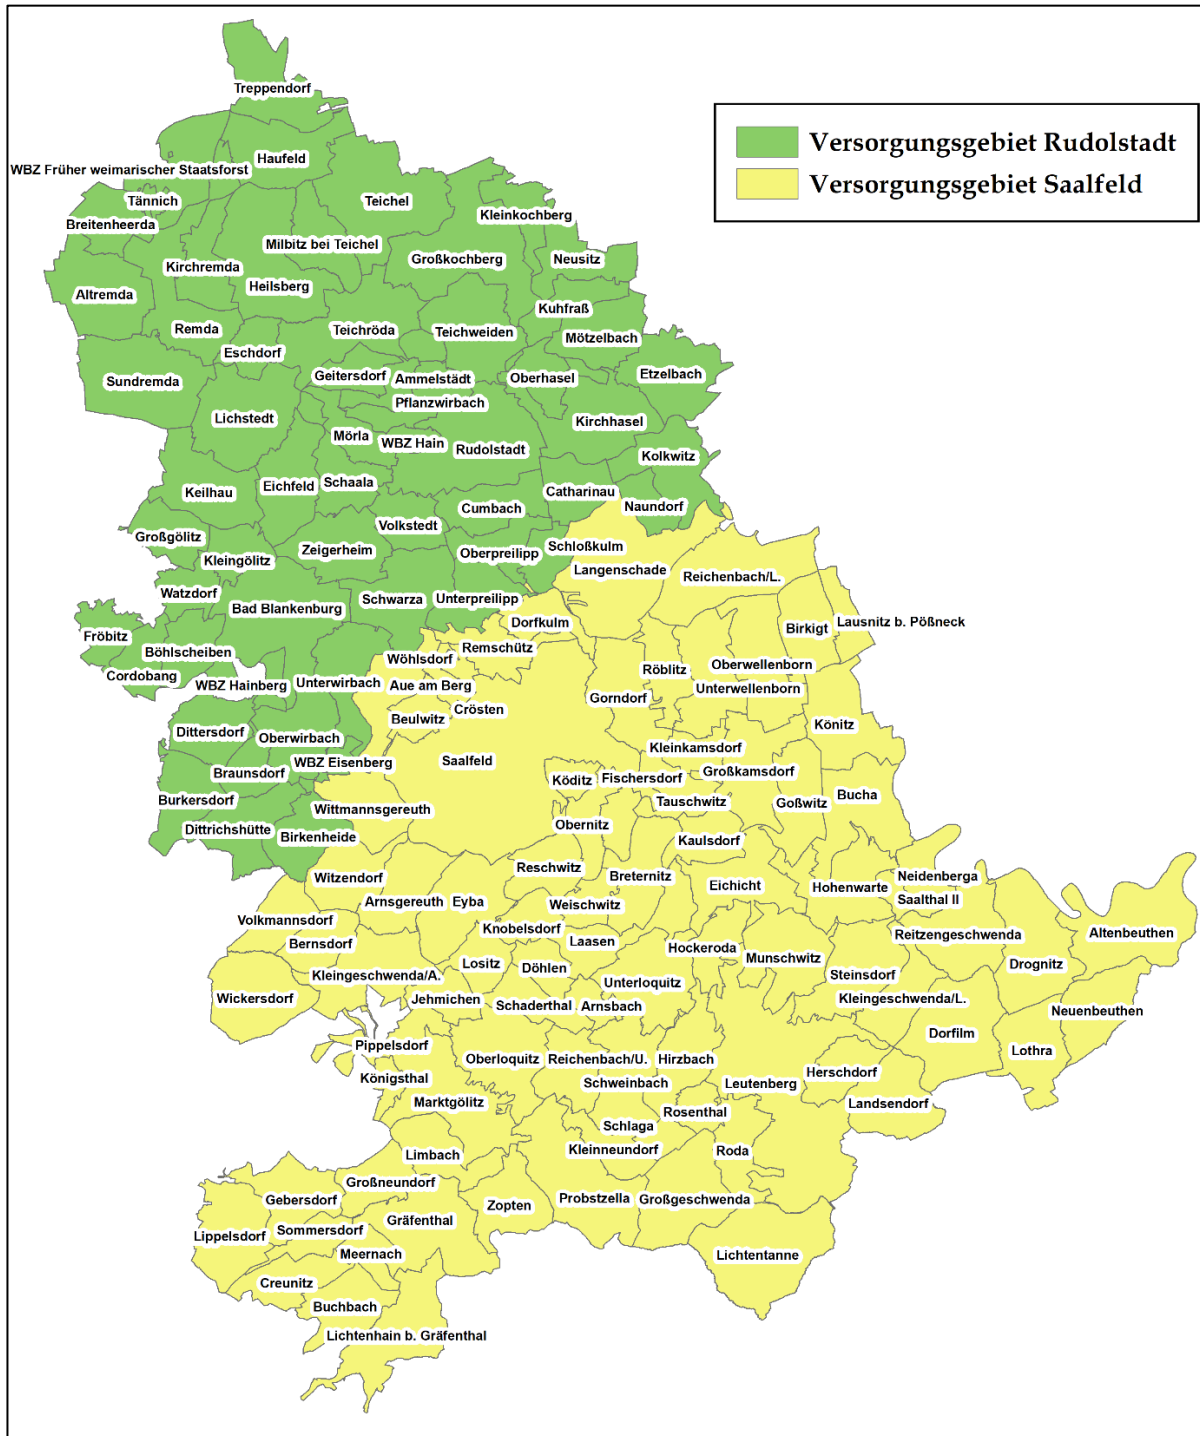 Treppendorf
Versorgungsgebiet Rudolstadt
Versorgungsgebiet Saalfeld
Haufeld
WBZ Früher weimarischer Staatsforst
Tännich
Teichel
Kleinkochberg
Breitenheerda
Milbitz bei Teichel
Großkochberg
Neusitz
Kirchremda
Heilsberg
Altremda
Kuhfraß
Remda
Teichröda
Teichweiden
Mötzelbach
Eschdorf
Sundremda
Geitersdorf
Ammelstädt
Oberhasel
Etzelbach
Pflanzwirbach
Lichstedt
Kirchhasel
Mörla
WBZ Hain
Rudolstadt
Kolkwitz
Keilhau
Eichfeld
Schaala
Catharinau
Naundorf
Cumbach
Volkstedt
Großgölitz
Zeigerheim
Oberpreilipp
Schloßkulm
Kleingölitz
Langenschade
Reichenbach/L.
Watzdorf
Bad Blankenburg
Schwarza
Unterpreilipp
Dorfkulm
Lausnitz b. Pößneck
Birkigt
Fröbitz
Böhlscheiben
Remschütz
Wöhlsdorf
Röblitz
Oberwellenborn
Cordobang
WBZ Hainberg
Unterwirbach
Aue am Berg
Unterwellenborn
Gorndorf
Crösten
Beulwitz
Könitz
Dittersdorf
Oberwirbach
Kleinkamsdorf
WBZ Eisenberg
Saalfeld
Braunsdorf
Köditz
Fischersdorf
Großkamsdorf
Burkersdorf
Wittmannsgereuth
Tauschwitz
Goßwitz
Bucha
Dittrichshütte
Birkenheide
Obernitz
Kaulsdorf
Reschwitz
Witzendorf
Breternitz
Eichicht
Hohenwarte
Neidenberga
Saalthal II
Arnsgereuth
Eyba
Weischwitz
Volkmannsdorf
Knobelsdorf
Reitzengeschwenda
Altenbeuthen
Bernsdorf
Laasen
Hockeroda
Munschwitz
Lositz
Döhlen
Drognitz
Kleingeschwenda/A.
Unterloquitz
Steinsdorf
Wickersdorf
Jehmichen
Schaderthal
Arnsbach
Kleingeschwenda/L.
Neuenbeuthen
Dorfilm
Pippelsdorf
Oberloquitz
Reichenbach/U.
Hirzbach
Lothra
Königsthal
Schweinbach
Leutenberg
Herschdorf
Marktgölitz
Rosenthal
Landsendorf
Schlaga
Limbach
Kleinneundorf
Roda
Großneundorf
Gebersdorf
Zopten
Probstzella
Großgeschwenda
Gräfenthal
Lippelsdorf
Sommersdorf
Meernach
Lichtentanne
Creunitz
Buchbach
Lichtenhain b. Gräfenthal